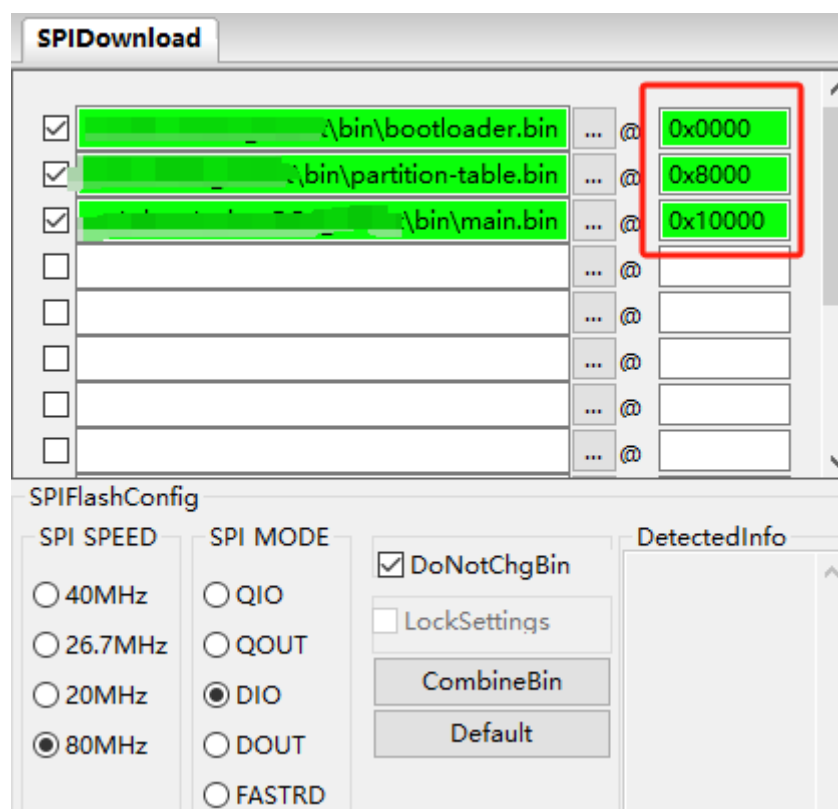 SPIDownload
\bin\bootloader.bin ... @ 0x0000
\bin\partition-table.bin ... @ 0x8000
\bin\main.bin ... @ 0x10000
... @
... @
... @
... @
... @
SPIFlashConfig
SPI SPEED SPI MODE DetectedInfo
DoNotChgBin
40MHz QIO
LockSettings
26.7MHz QOUT
CombineBin
20MHz DIO
Default
80MHz DOUT
FASTRD